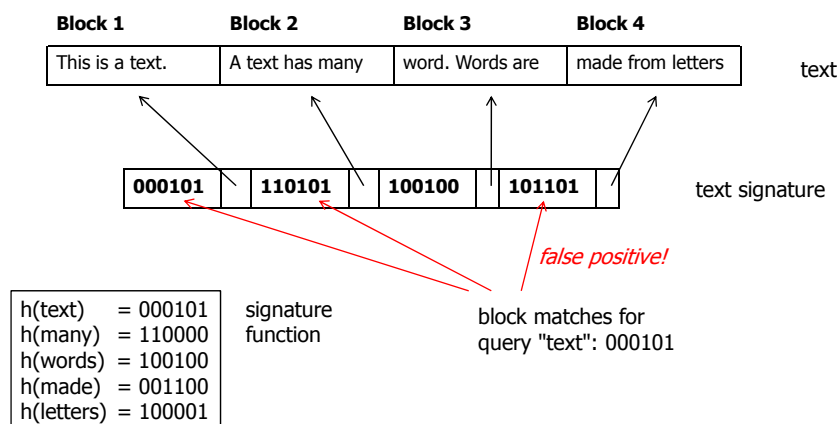 Block 1 Block 2 Block 3 Block 4
This is a text. A text has many word. Words are made from letters text
000101 110101 100100 101101 text signature
false positive!
h(text) = 000101 signature block matches for
h(many) = 110000 function query "text": 000101
h(words) = 100100
h(made) = 001100
h(letters) = 100001